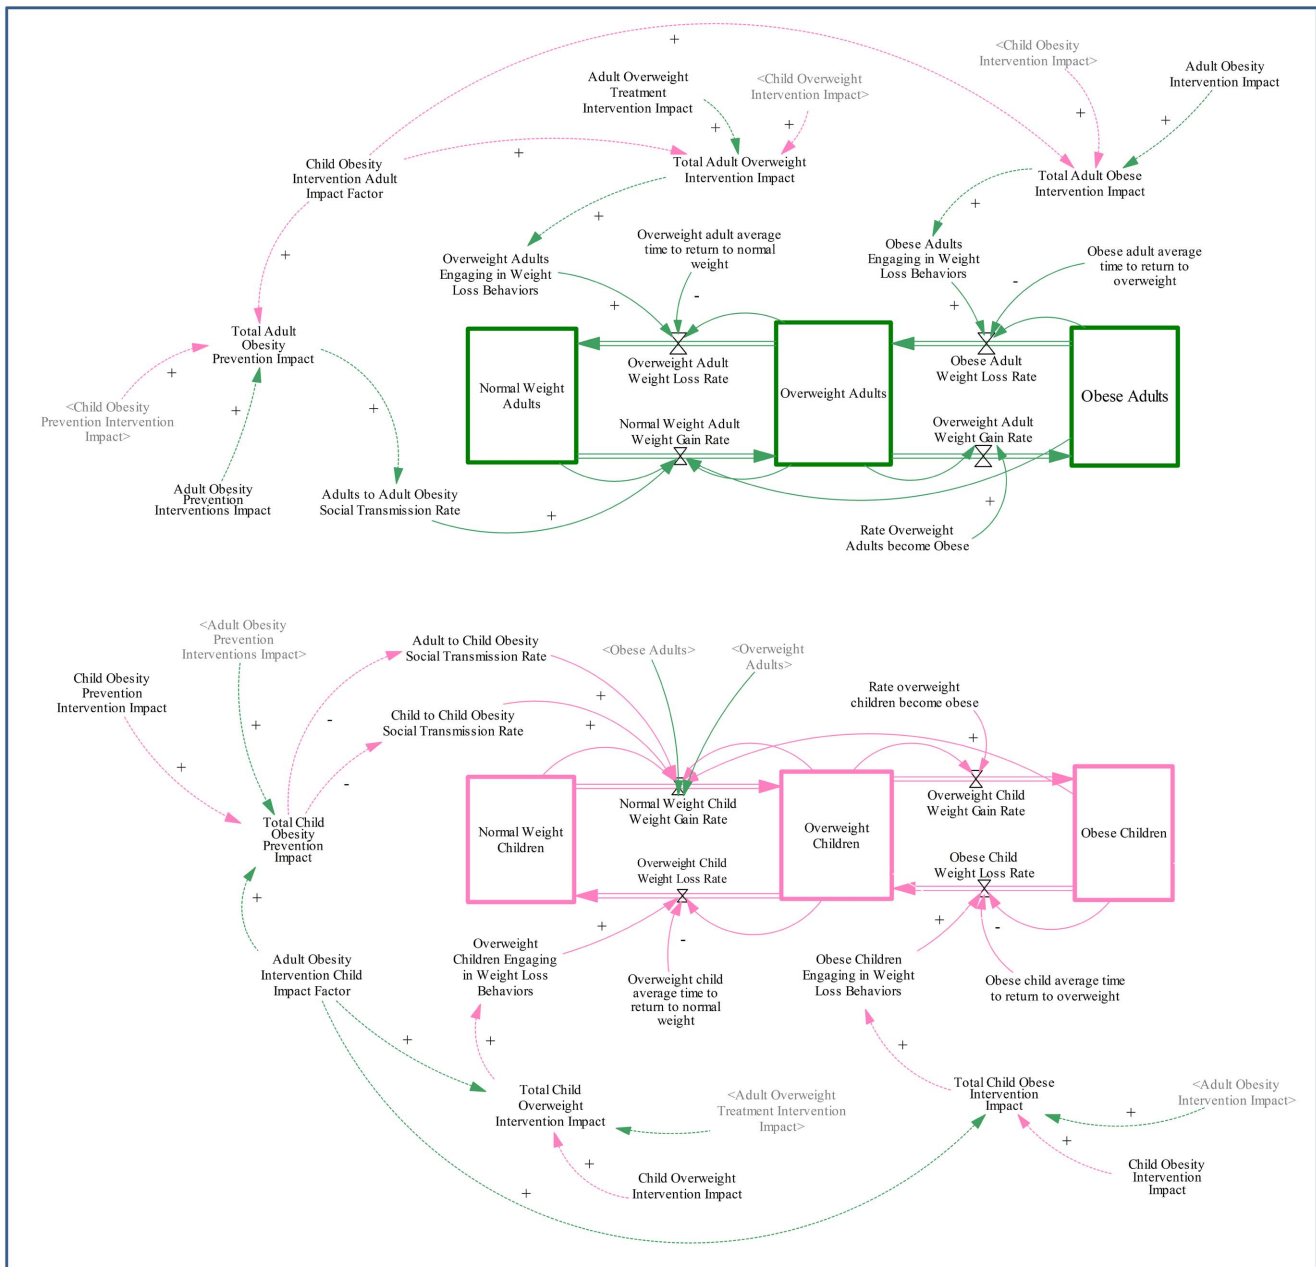 +
<Child Obesity
Intervention Impact>
Adult Overweight
Treatment
Intervention Impact
<Child Overweight
Intervention Impact>
Adult Obesity
Intervention Impact
+
+
+
+
+
Child Obesity
Intervention Adult
Impact Factor
Total Adult Overweight
Intervention Impact
Total Adult Obese
Intervention Impact
+
+
Overweight adult average
time to return to normal
weight
Overweight Adults
Engaging in Weight
Loss Behaviors
Obese Adults
Engaging in Weight
Loss Behaviors
Obese adult average
time to return to
overweight
+
+
-
+
-
Total Adult
Obesity
Prevention Impact
+
<Child Obesity
Prevention Intervention
Impact>
+
+
Normal Weight
Adults
Overweight Adult
Weight Loss Rate
Overweight Adults
Obese Adult
Weight Loss Rate
Obese Adults
Normal Weight Adult
Weight Gain Rate
Overweight Adult
Weight Gain Rate
Adult Obesity
Prevention
Interventions Impact
Adults to Adult Obesity
Social Transmission Rate
+
+
Rate Overweight
Adults become Obese
<Adult Obesity
Prevention
Interventions Impact>
Adult to Child Obesity
Social Transmission Rate
<Obese Adults>
<Overweight
Adults>
Child Obesity
Prevention
Intervention Impact
Rate overweight
children become obese
+
Child to Child Obesity
Social Transmission Rate
+
-
+
+
+
-
Total Child
Obesity
Prevention
Impact
Normal Weight
Children
Normal Weight Child
Weight Gain Rate
Overweight
Children
Overweight Child
Weight Gain Rate
Obese Children
Overweight Child
Weight Loss Rate
Obese Child
Weight Loss Rate
+
+
-
+
-
Adult Obesity
Intervention Child
Impact Factor
Overweight
Children Engaging
in Weight Loss
Behaviors
Overweight child
average time to
return to normal
weight
Obese Children
Engaging in Weight
Loss Behaviors
Obese child average time
to return to overweight
+
+
+
Total Child
Overweight
Intervention Impact
<Adult Overweight
Treatment Intervention
Impact>
Total Child Obese
Intervention
Impact
<Adult Obesity
Intervention Impact>
+
+
+
Child Overweight
Intervention Impact
Child Obesity
Intervention
Impact
+